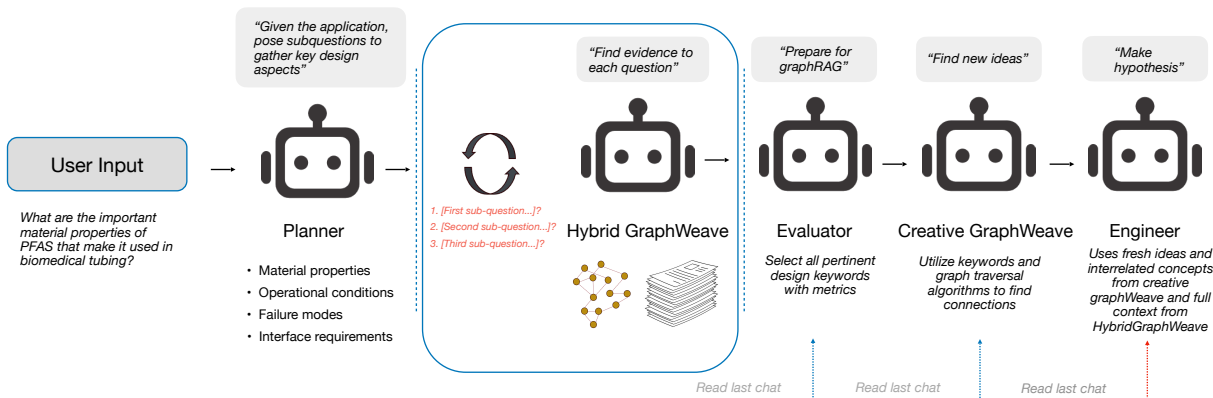 “Given the application,
pose subquestions to
gather key design
aspects”
“Find evidence to
each question”
“Prepare for
graphRAG”
“Find new ideas”
“Make
hypothesis”
User Input
What are the important
material properties of
PFAS that make it used in
biomedical tubing?
Planner
• Material properties
• Operational conditions
• Failure modes
• Interface requirements
1. [First sub-question...]?
2. [Second sub-question...]?
3. [Third sub-question...]?
Hybrid GraphWeave
Evaluator
Select all pertinent
design keywords
with metrics
Creative GraphWeave
Utilize keywords and
graph traversal
algorithms to find
connections
Engineer
Uses fresh ideas and
interrelated concepts
from creative
graphWeave and full
context from
HybridGraphWeave
Read last chat
Read last chat
Read last chat